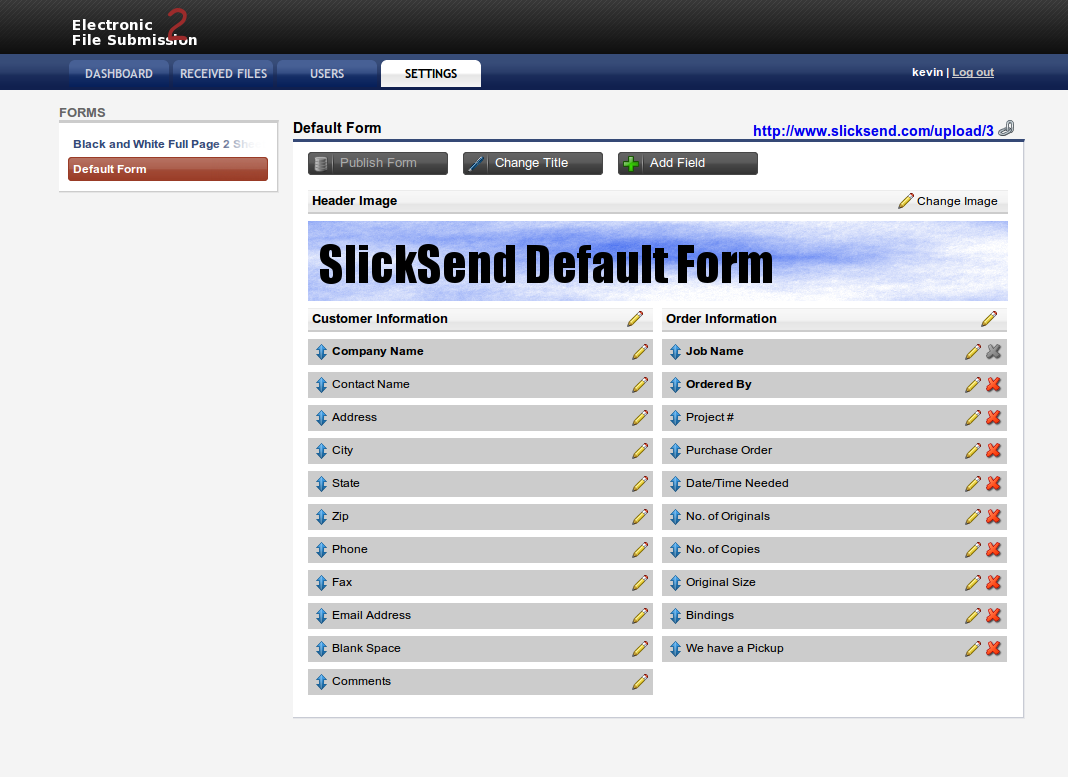 Electronic 2
File Submission
DASHBOARD RECEIVED FILES USERS SETTINGS kevin | Log out
FORMS
Black and White Full Page 2
Default Form
Default Form http://www.slicksend.com/upload/3
Publish Form Change Title Add Field
Header Image Change Image
SlickSend Default Form
Customer Information
Company Name
Contact Name
Address
City
State
Zip
Phone
Fax
Email Address
Blank Space
Comments
Order Information
Job Name
Ordered By
Project #
Purchase Order
Date/Time Needed
No. of Originals
No. of Copies
Original Size
Bindings
We have a Pickup